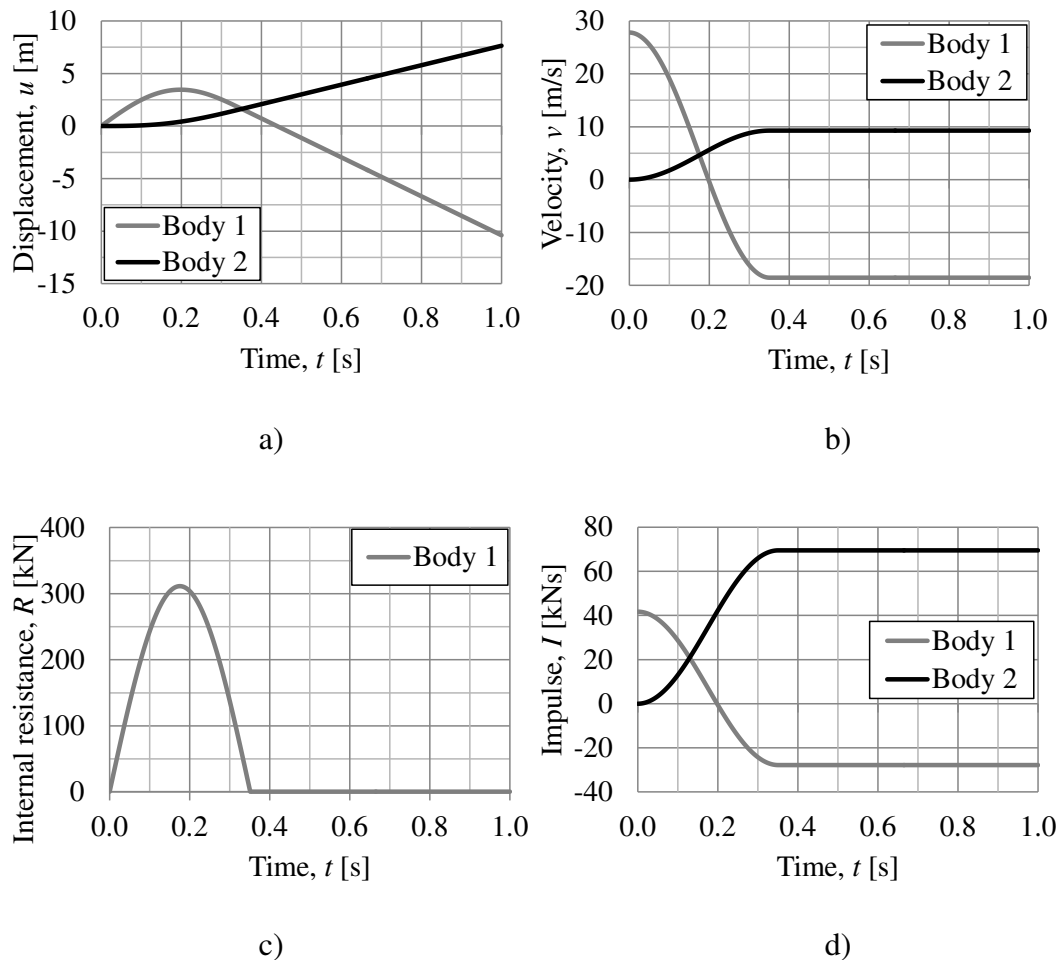 Displacement, u [m]
10
5
0
-5
-10
-15
Body 1
Body 2
0.0 0.2 0.4 0.6 0.8 1.0
Time, t [s]
a)
Velocity, v [m/s]
30
20
10
0
-10
-20
Body 1
Body 2
0.0 0.2 0.4 0.6 0.8 1.0
Time, t [s]
b)
Internal resistance, R [kN]
400
300
200
100
0
Body 1
0.0 0.2 0.4 0.6 0.8 1.0
Time, t [s]
c)
Impulse, I [kNs]
80
60
40
20
0
-20
-40
Body 1
Body 2
0.0 0.2 0.4 0.6 0.8 1.0
Time, t [s]
d)